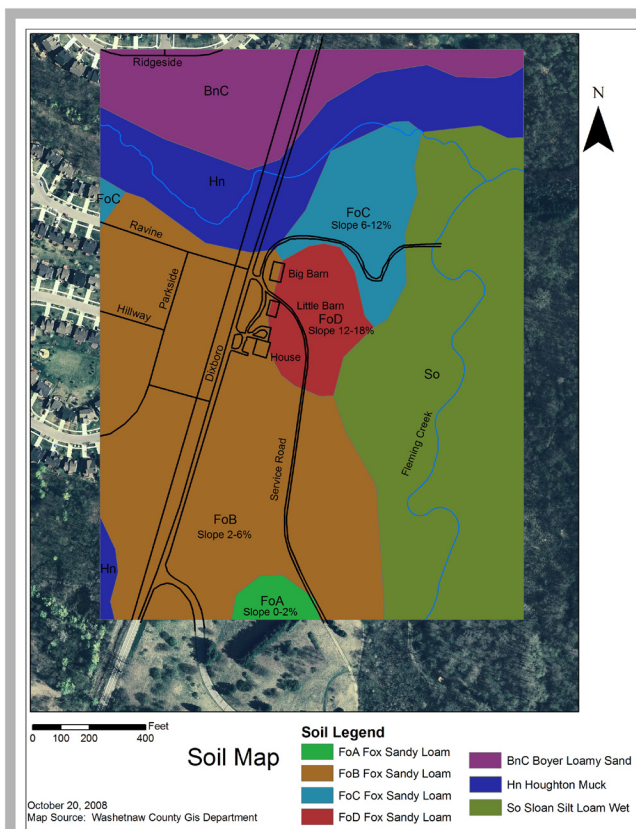 Ridgeside
BnC
N
Hn
FoC
FoC
Slope 6-12%
Ravine
Parkside
Big Barn
Hillway
Little Barn
FoD
Slope 12-18%
Dixboro
House
So
Fleming Creek
Service Road
FoB
Slope 2-6%
Hn
FoA
Slope 0-2%
Feet
0 100 200 400
Soil Map
Soil Legend
FoA Fox Sandy Loam
FoB Fox Sandy Loam
FoC Fox Sandy Loam
FoD Fox Sandy Loam
BnC Boyer Loamy Sand
Hn Houghton Muck
So Sloan Silt Loam Wet
October 20, 2008
Map Source: Washetnaw County Gis Department